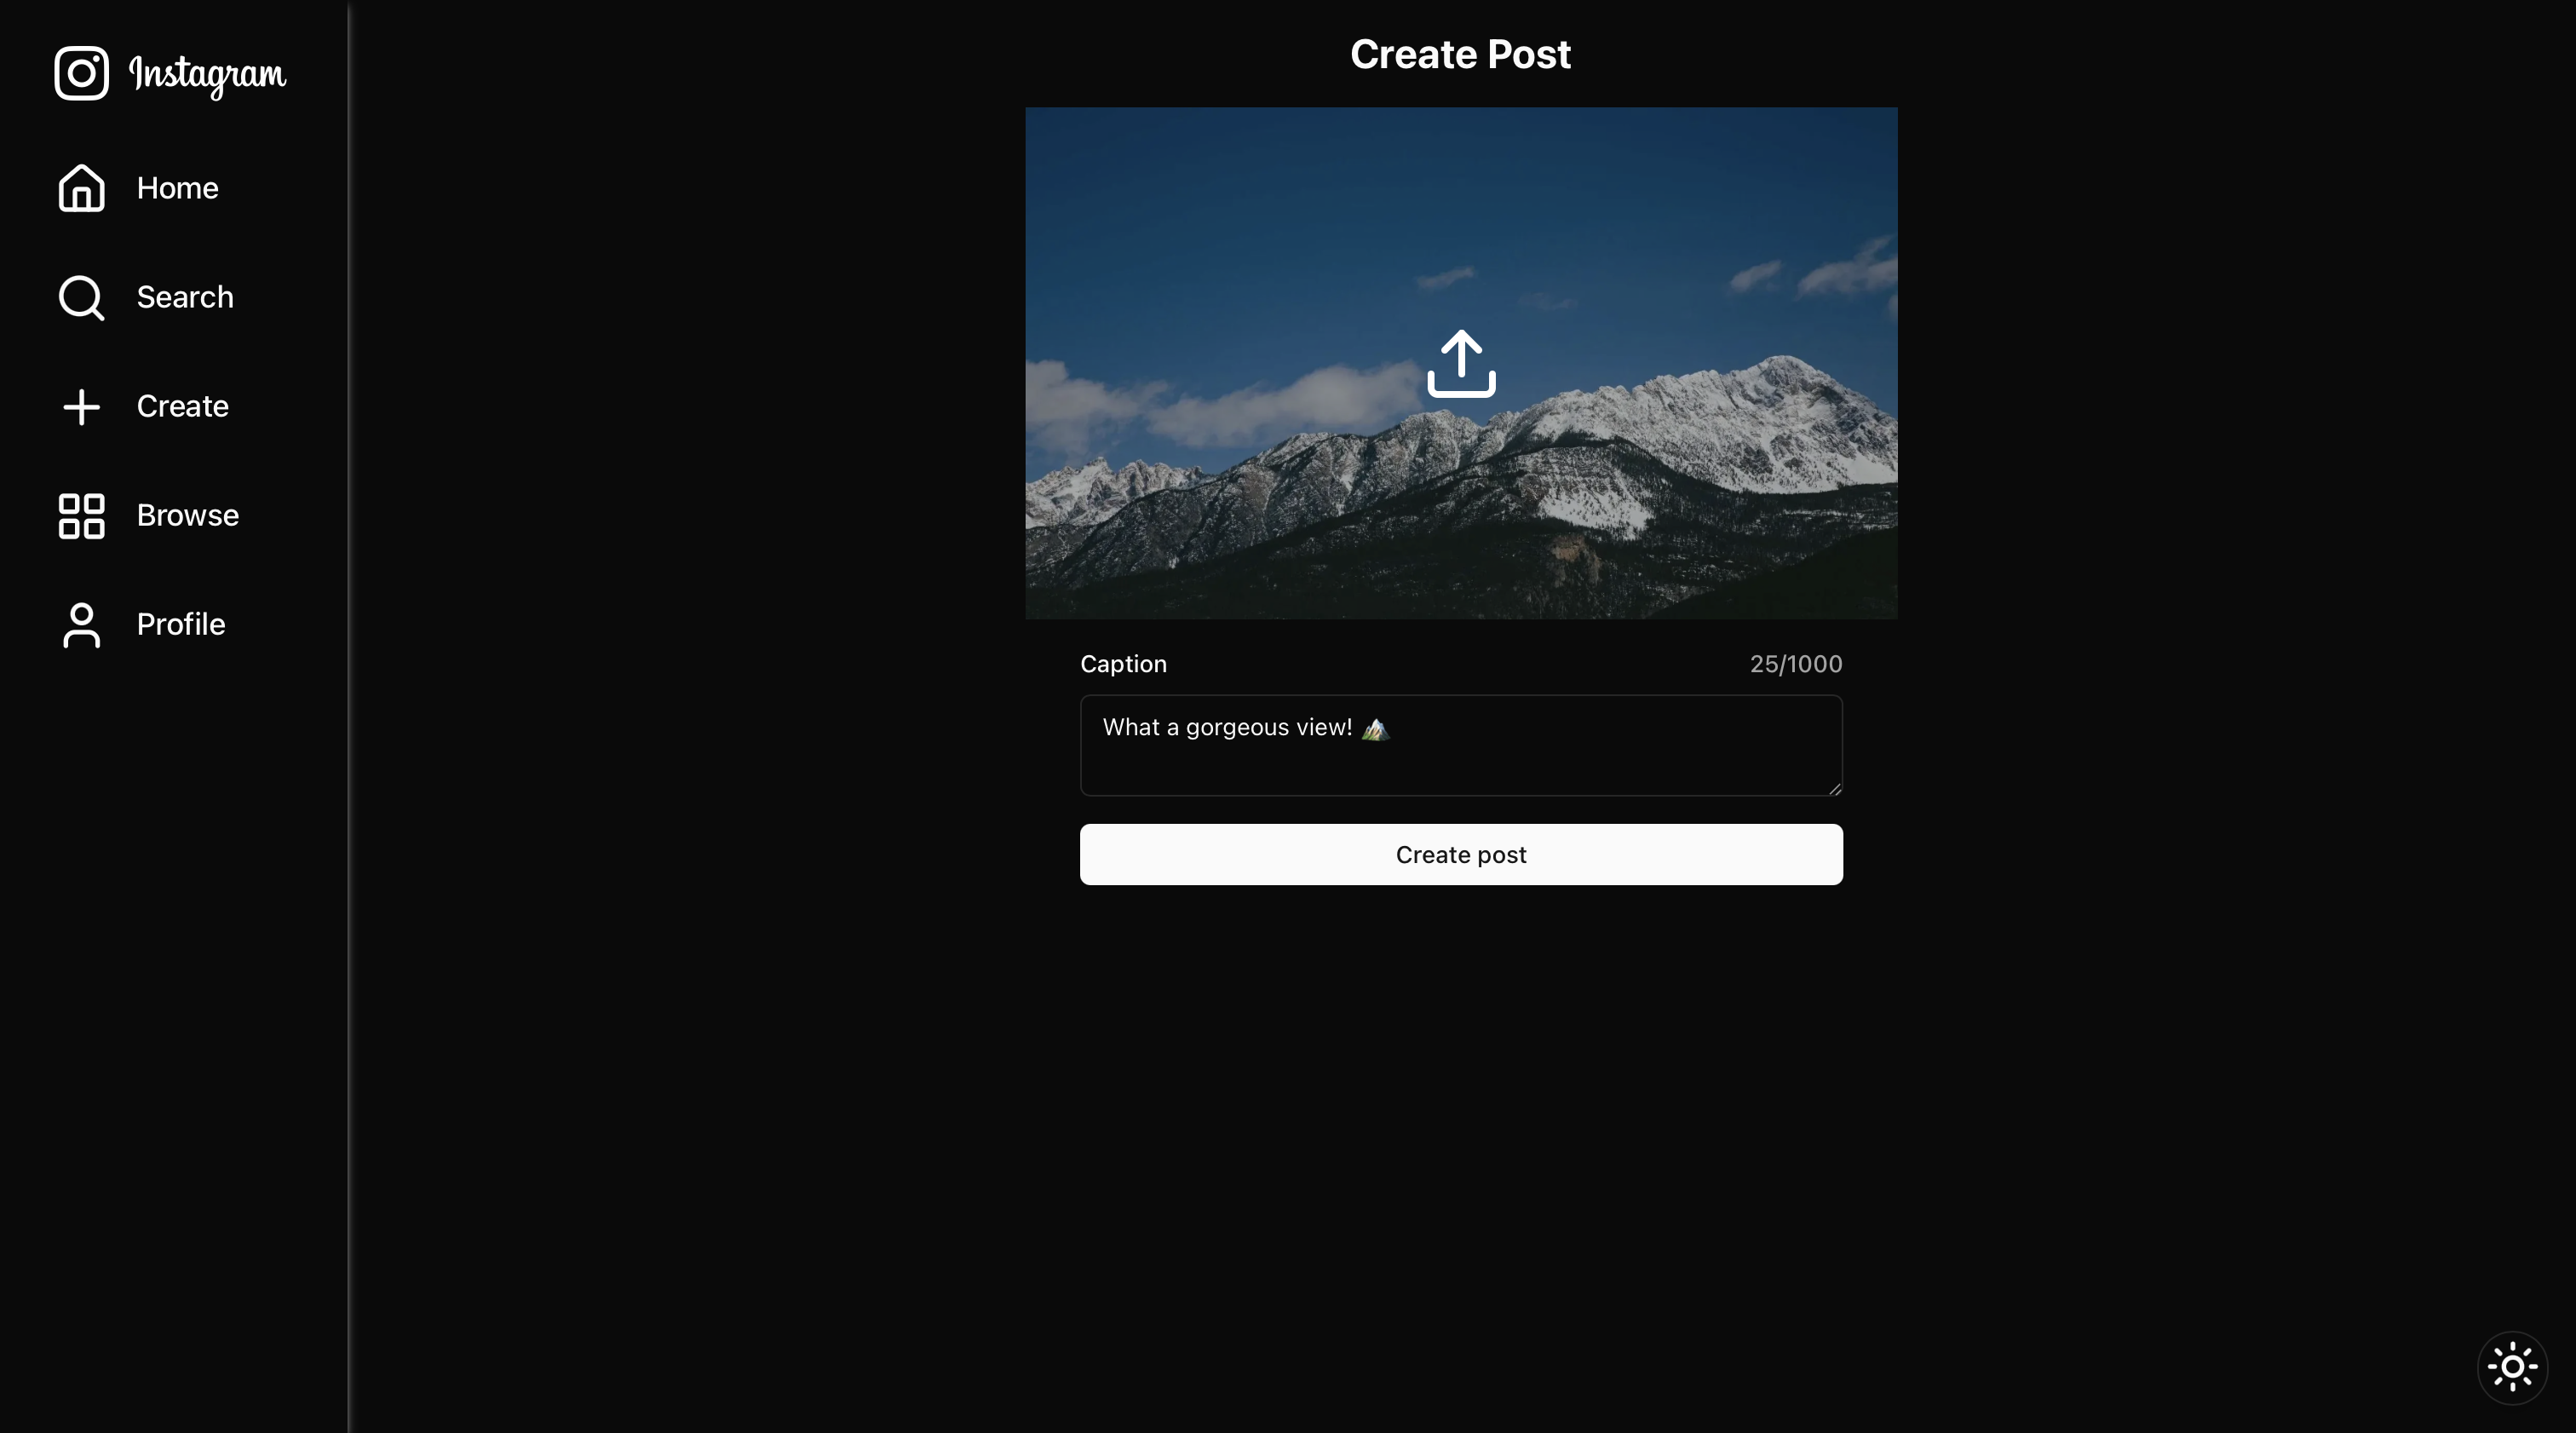 Instagram
Home
Search
Create
Browse
Profile
Create Post
Caption
25/1000
What a gorgeous view! 🏔️
Create post